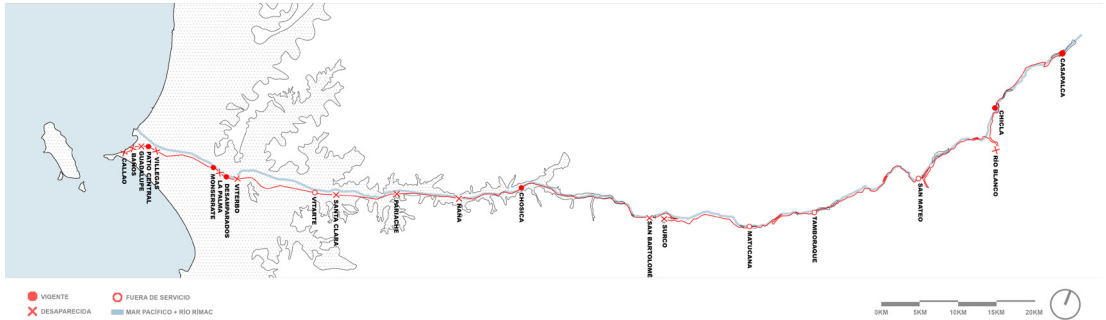 CALLAO
BAÑOS
GUADALUPE
PATIO CENTRAL
VILLEGAS
MONSERRATE
LA PALMA
DESAMPARADOS
VITERBO
VITARTE
SANTA CLARA
PARIACHE
ÑAÑA
CHOSICA
SAN BARTOLOMÉ
SURCO
MATUCANA
TAMBORAQUE
SAN MATEO
RÍO BLANCO
CHICLA
CASAPALCA
VIGENTE
FUERA DE SERVICIO
DESAPARECIDA
MAR PACÍFICO + RÍO RÍMAC
0KM 5KM 10KM 15KM 20KM